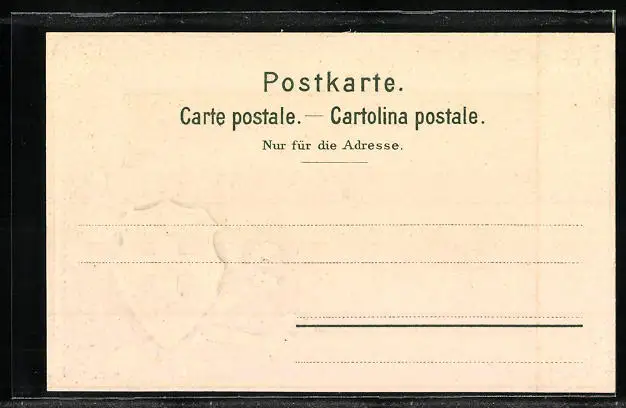 Postkarte.
Carte postale. — Cartolina postale.
Nur für die Adresse.